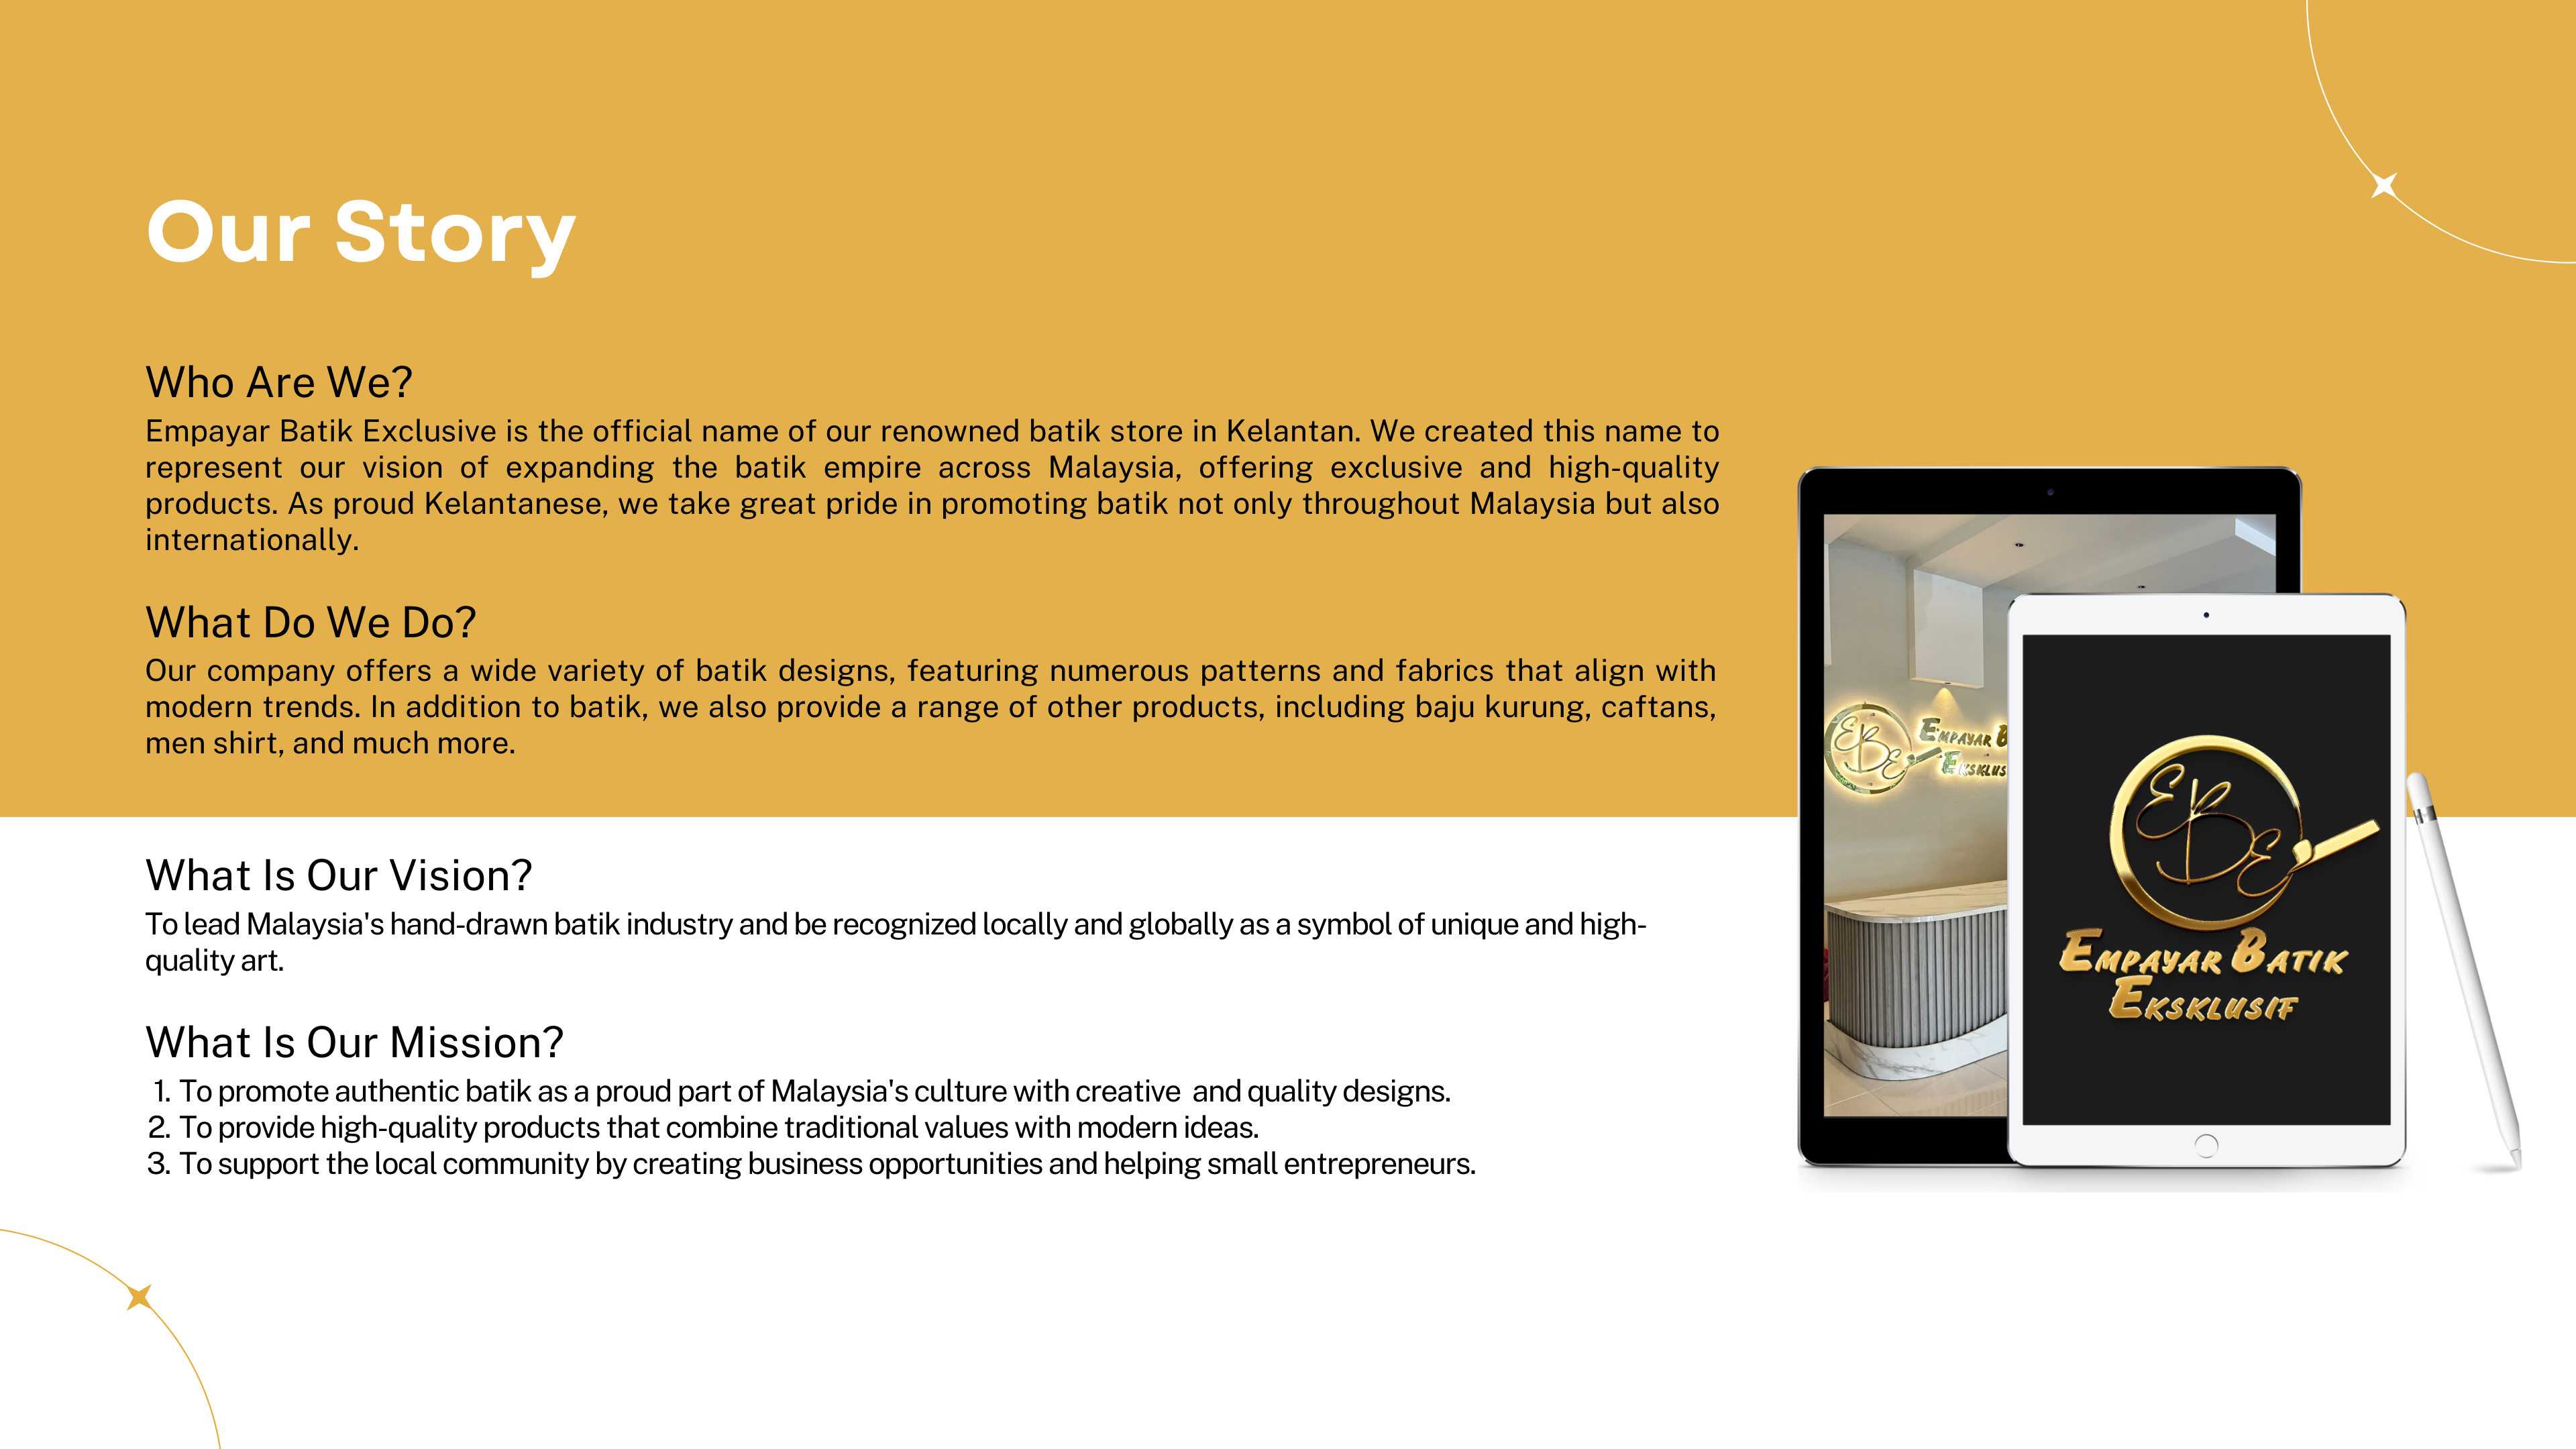 Our Story
Who Are We?
Empayar Batik Exclusive is the official name of our renowned batik store in Kelantan. We created this name to
represent our vision of expanding the batik empire across Malaysia, offering exclusive and high-quality
products. As proud Kelantanese, we take great pride in promoting batik not only throughout Malaysia but also
internationally.
What Do We Do?
Our company offers a wide variety of batik designs, featuring numerous patterns and fabrics that align with
modern trends. In addition to batik, we also provide a range of other products, including baju kurung, caftans,
men shirt, and much more.
What Is Our Vision?
To lead Malaysia's hand-drawn batik industry and be recognized locally and globally as a symbol of unique and high-
quality art.
What Is Our Mission?
1. To promote authentic batik as a proud part of Malaysia's culture with creative  and quality designs.
2. To provide high-quality products that combine traditional values with modern ideas.
3. To support the local community by creating business opportunities and helping small entrepreneurs.
EBE
EMPAYAR B
EKSKLUS
EBE
EMPAYAR BATIK
EKSKLUSIF